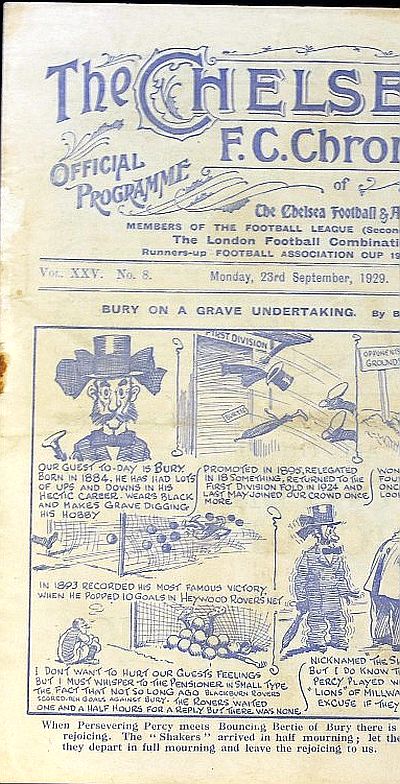 The CHELSE
F.C. Chron
OFFICIAL
PROGRAMME
of
The Chelsea Football & A
MEMBERS OF THE FOOTBALL LEAGUE (Secon
The London Football Combinati
Runners-up FOOTBALL ASSOCIATION CUP 19
VOL. XXV. No. 8. Monday, 23rd September, 1929.
BURY ON A GRAVE UNDERTAKING. By B
FIRST DIVISION
BERTIE
OPPONENTS
GROUND
OUR GUEST TO-DAY IS BURY.
BORN IN 1884. HE HAS HAD LOTS
OF UPS AND DOWNS IN HIS
HECTIC CAREER. WEARS BLACK
AND MAKES GRAVE DIGGING
HIS HOBBY
PROMOTED IN 1895, RELEGATED
IN 18 SOMETHING, RETURNED TO THE
FIRST DIVISION FOLD IN 1924 AND
LAST MAY JOINED OUR CROWD ONCE
MORE
WON
FOU
ONC
LOO
IN 1893 RECORDED HIS MOST FAMOUS VICTORY
WHEN HE POPPED 10 GOALS IN HEYWOOD ROVERS NET
I DON'T WANT TO HURT OUR GUESTS FEELINGS
BUT I MUST WHISPER TO THE PENSIONER IN SMALL TYPE
THE FACT THAT NOT SO LONG AGO BLACKBURN ROVERS
SCORED TEN GOALS AGAINST BURY. THE ROVERS WAITED
ONE AND A HALF HOURS FOR A REPLY BUT THERE WAS NONE
NICKNAMED THE S
BUT I DO KNOW T
PERCY PLAYED W
"LIONS" OF MILLWA
EXCUSE IF THEY
When Persevering Percy meets Bouncing Bertie of Bury there is
rejoicing. The "Shakers" arrived in half mourning; let the
they depart in full mourning and leave the rejoicing to us.